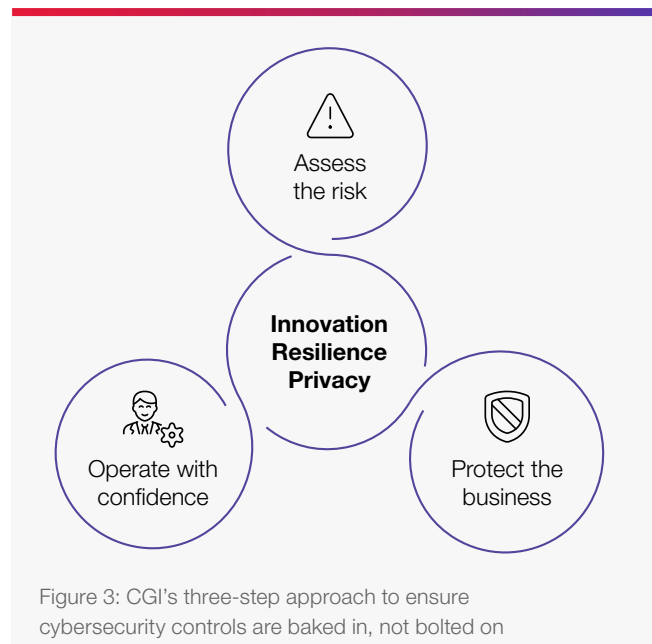 Assess
the risk
Innovation
Resilience
Privacy
Operate with
confidence
Protect the
business
Figure 3: CGI’s three-step approach to ensure
cybersecurity controls are baked in, not bolted on